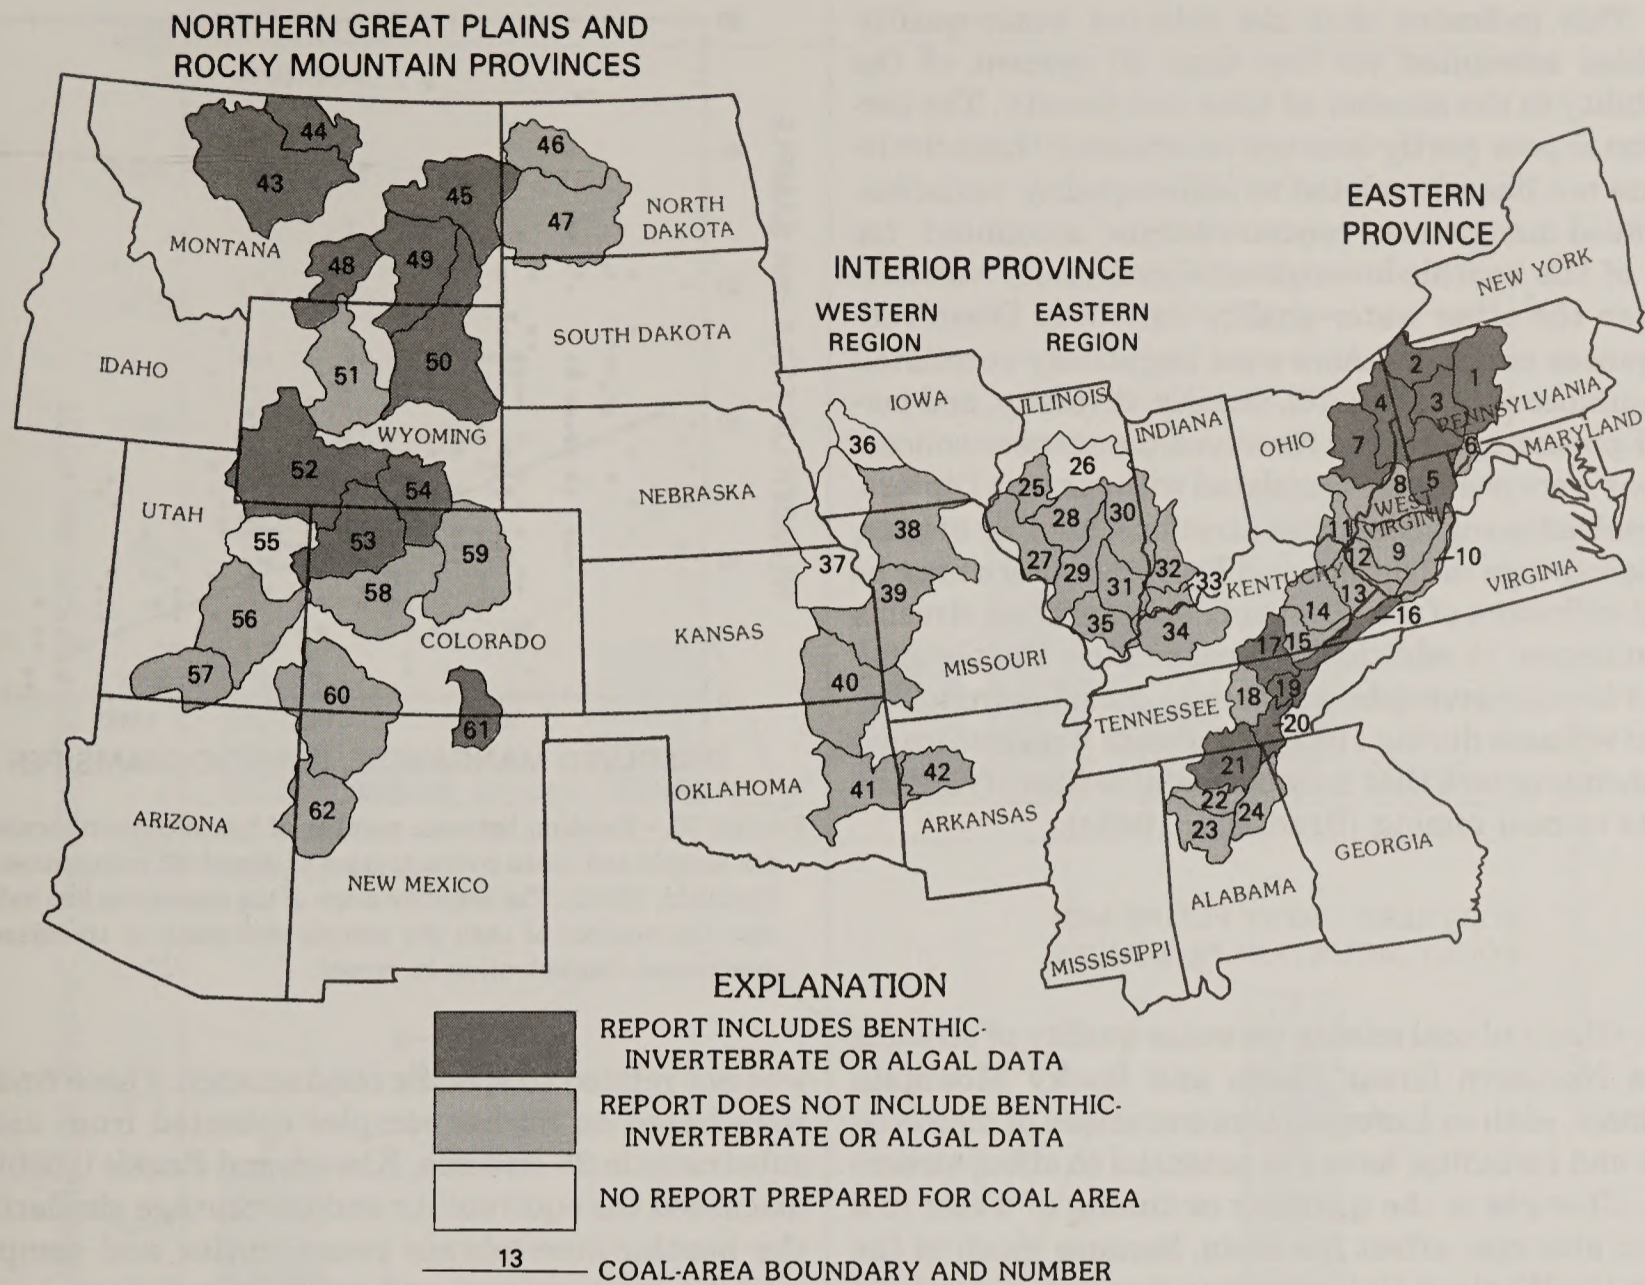 NORTHERN GREAT PLAINS AND
ROCKY MOUNTAIN PROVINCES
EASTERN
PROVINCE
INTERIOR PROVINCE
WESTERN
REGION
EASTERN
REGION
44
43
45
46
47
NORTH
DAKOTA
MONTANA
48
49
NEW YORK
IDAHO
51
50
SOUTH DAKOTA
WYOMING
IOWA
ILLINOIS
INDIANA
OHIO
2
1
4
3
PENNSYLVANIA
7
6
MARYLAND
8
5
WEST
VIRGINIA
52
54
UTAH
55
53
59
58
56
57
COLORADO
60
61
NEBRASKA
36
38
37
39
KANSAS
40
MISSOURI
26
25
28
30
27
29
31
32
33
35
34
KENTUCKY
11
12
9
10
13
14
VIRGINIA
16
17
15
18
19
20
TENNESSEE
21
22
24
23
ARIZONA
62
NEW MEXICO
OKLAHOMA
41
42
ARKANSAS
GEORGIA
ALABAMA
MISSISSIPPI
EXPLANATION
REPORT INCLUDES BENTHIC-
INVERTEBRATE OR ALGAL DATA
REPORT DOES NOT INCLUDE BENTHIC-
INVERTEBRATE OR ALGAL DATA
NO REPORT PREPARED FOR COAL AREA
13 COAL-AREA BOUNDARY AND NUMBER